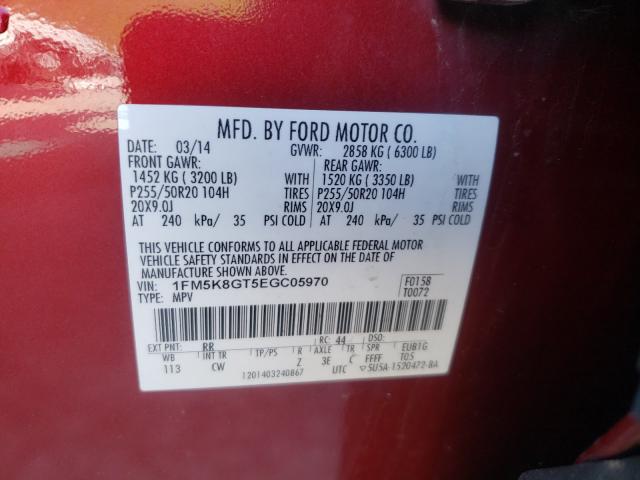 MFD. BY FORD MOTOR CO.
DATE: 03/14 GVWR: 2858 KG ( 6300 LB)
FRONT GAWR: REAR GAWR:
1452 KG ( 3200 LB) WITH 1520 KG ( 3350 LB) WITH
P255/50R20 104H TIRES P255/50R20 104H TIRES
20X9.0J RIMS 20X9.0J RIMS
AT 240 kPa/ 35 PSI COLD AT 240 kPa/ 35 PSI COLD
THIS VEHICLE CONFORMS TO ALL APPLICABLE FEDERAL MOTOR
VEHICLE SAFETY STANDARDS IN EFFECT ON THE DATE OF
MANUFACTURE SHOWN ABOVE.
VIN: 1FM5K8GT5EGC05970 F0158
TYPE: MPV T0072
EXT PNT: RR RC: 44 DSO:
WB INT TR TP/PS R AXLE TR SPR EUB1G
113 CW Z 3E C FFFF T05
1201403240867 UTC 5U5A-1520472-BA